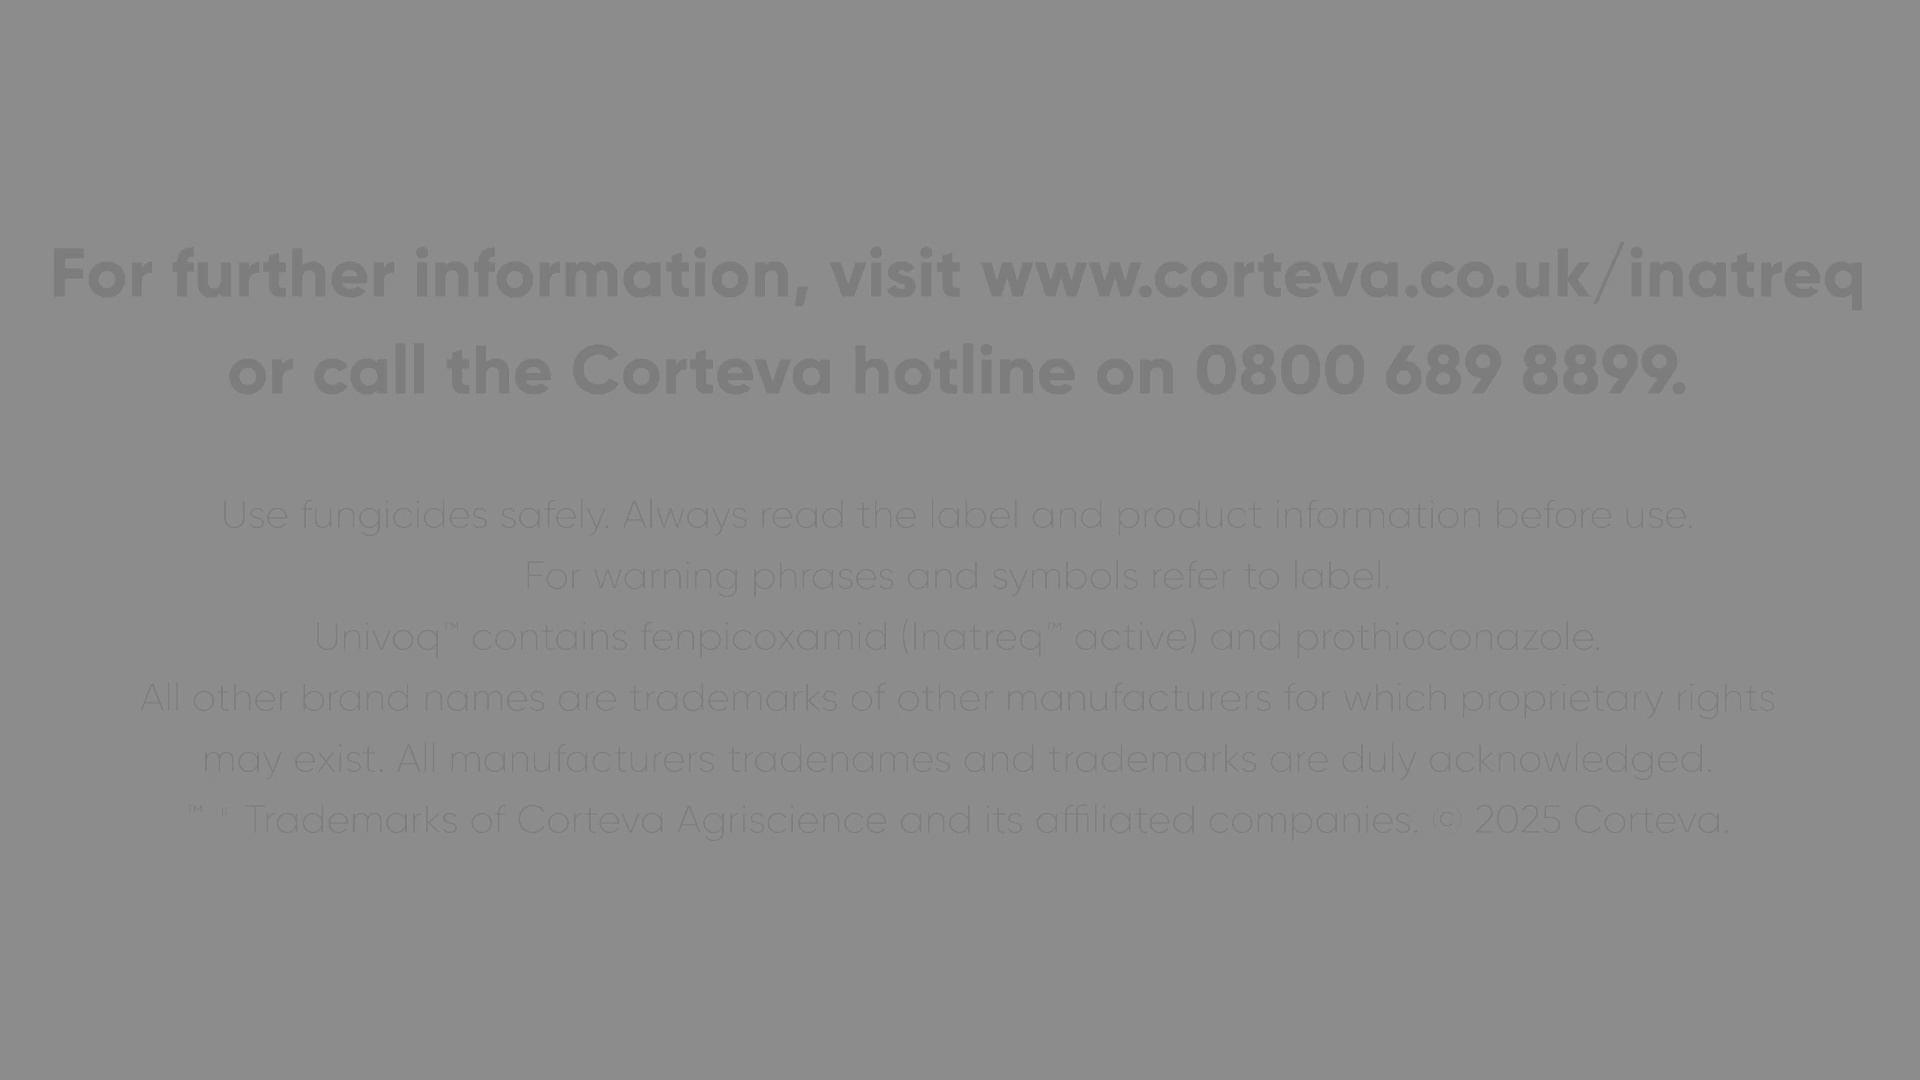 For further information, visit www.corteva.co.uk/inatreq
or call the Corteva hotline on 0800 689 8899.
Use fungicides safely. Always read the label and product information before use.
For warning phrases and symbols refer to label.
Univoq™ contains fenpicoxamid (Inatreq™ active) and prothioconazole.
All other brand names are trademarks of other manufacturers for which proprietary rights
may exist. All manufacturers tradenames and trademarks are duly acknowledged.
™ Trademarks of Corteva Agriscience and its affiliated companies. © 2025 Corteva.